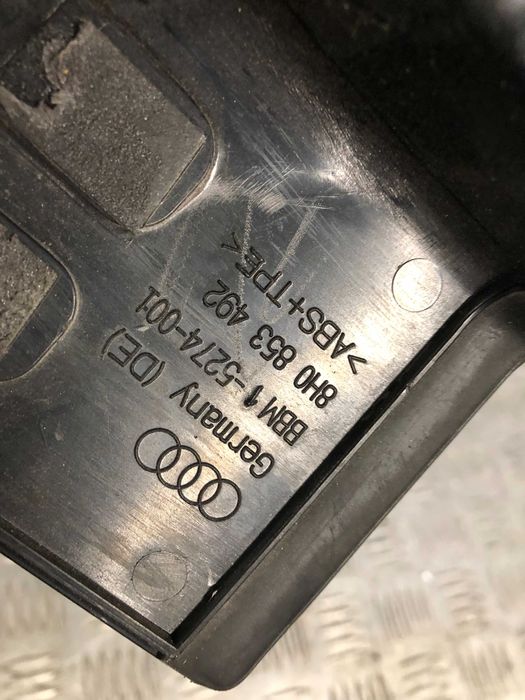 >ABS+TPE<
8H0 853 492
BBM 1-5274-001
Germany (DE)